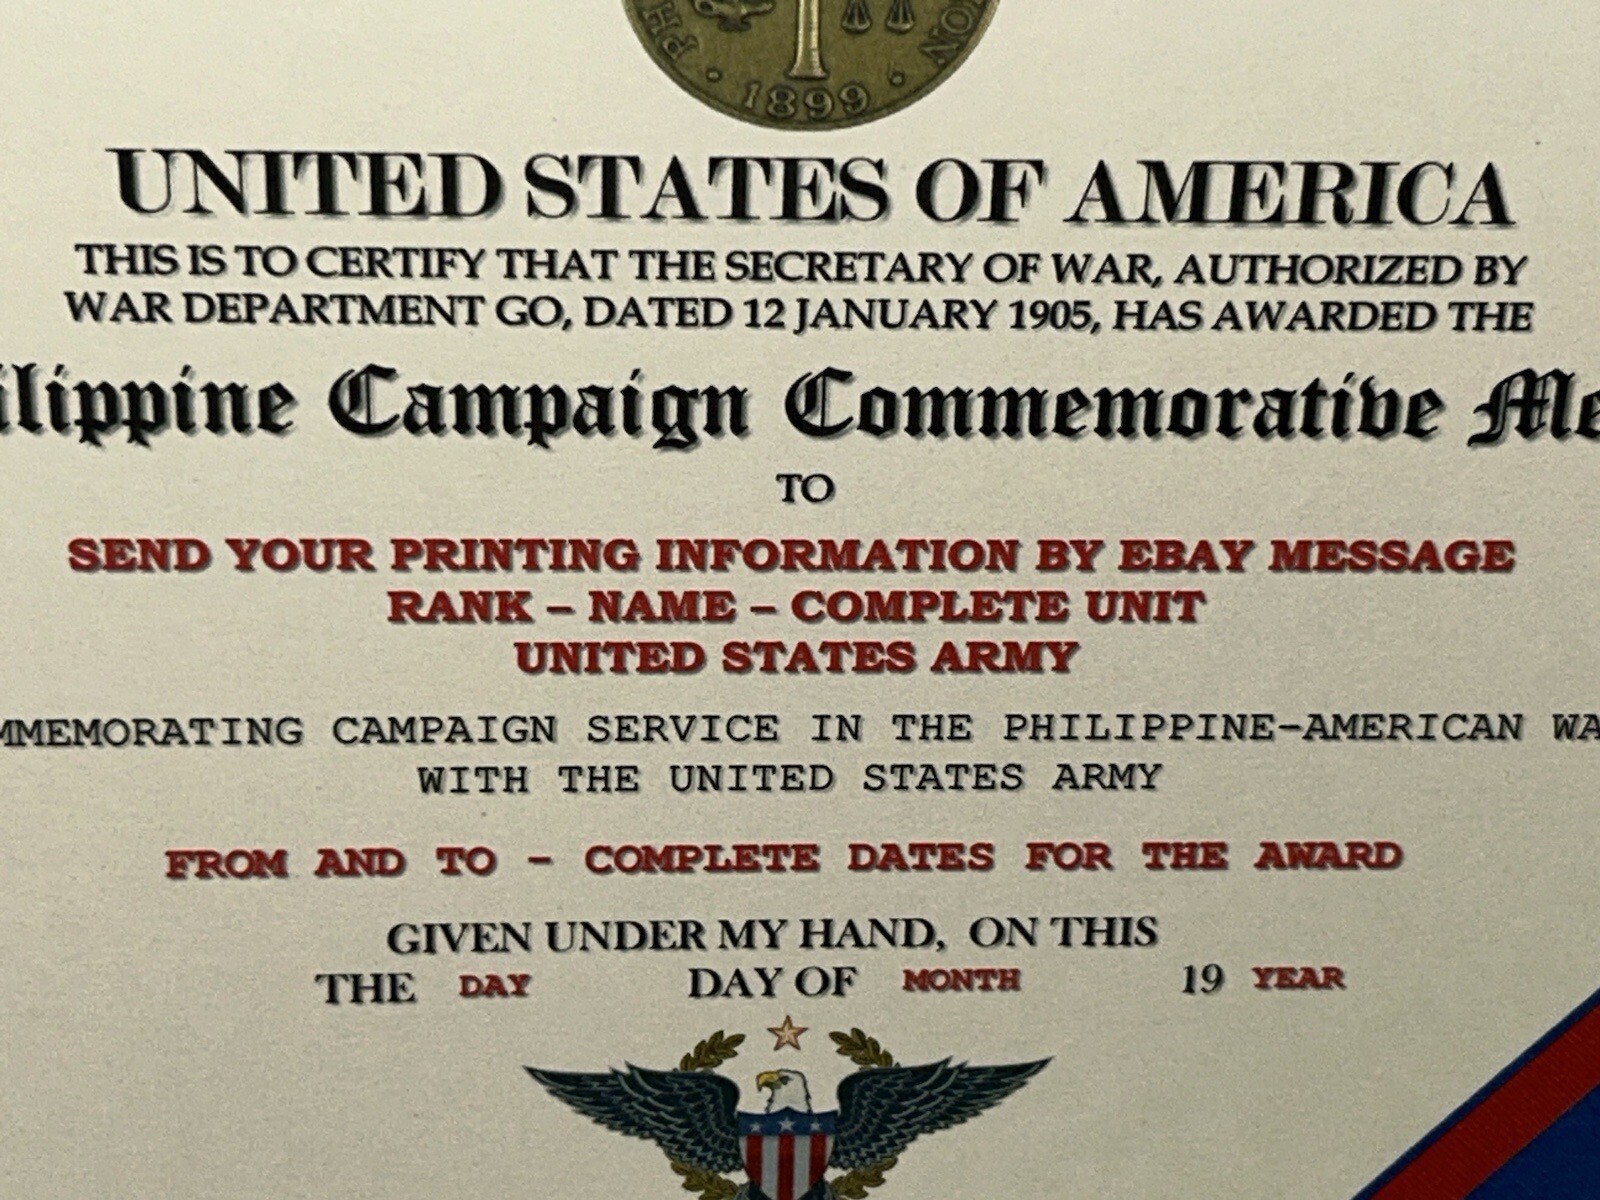 1899
UNITED STATES OF AMERICA
THIS IS TO CERTIFY THAT THE SECRETARY OF WAR, AUTHORIZED BY
WAR DEPARTMENT GO, DATED 12 JANUARY 1905, HAS AWARDED THE
ilippine Campaign Commemorative Me
TO
SEND YOUR PRINTING INFORMATION BY EBAY MESSAGE
RANK – NAME – COMPLETE UNIT
UNITED STATES ARMY
MMEMORATING CAMPAIGN SERVICE IN THE PHILIPPINE-AMERICAN WA
WITH THE UNITED STATES ARMY
FROM AND TO - COMPLETE DATES FOR THE AWARD
GIVEN UNDER MY HAND, ON THIS
THE DAY DAY OF MONTH 19 YEAR